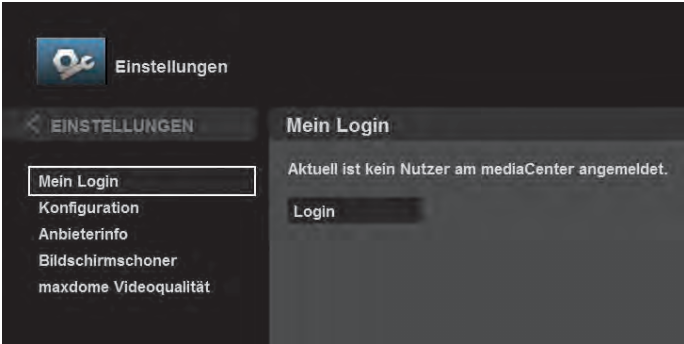 Einstellungen
< EINSTELLUNGEN
Mein Login
Mein Login
Konfiguration
Anbieterinfo
Bildschirmschoner
maxdome Videoqualität
Aktuell ist kein Nutzer am mediaCenter angemeldet.
Login